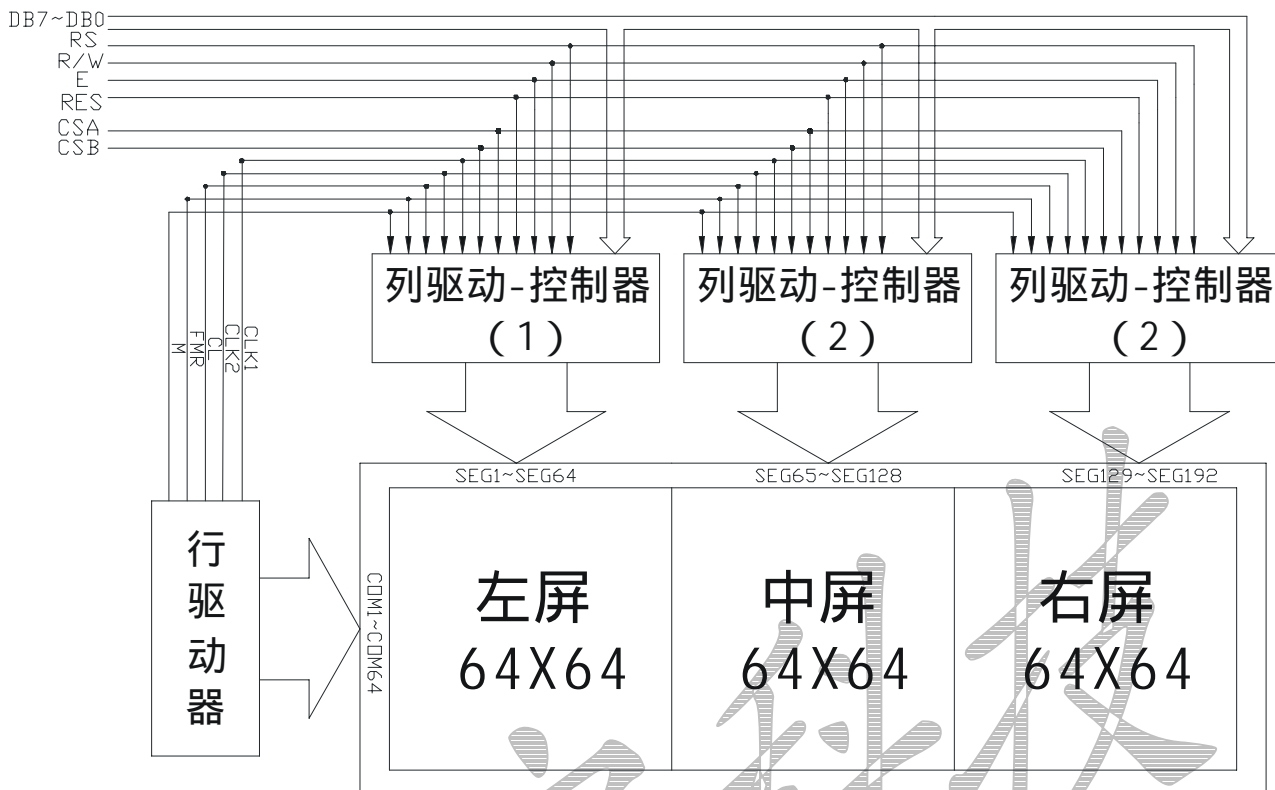 DB7~DB0
RS
R/W
E
RES
CSA
CSB
列驱动-控制器
(1)
列驱动-控制器
(2)
列驱动-控制器
(2)
M
FMR
CL
CLK2
CLK1
SEG1~SEG64
SEG65~SEG128
SEG129~SEG192
行驱动器
COM1~COM64
左屏
64X64
中屏
64X64
右屏
64X64
科技